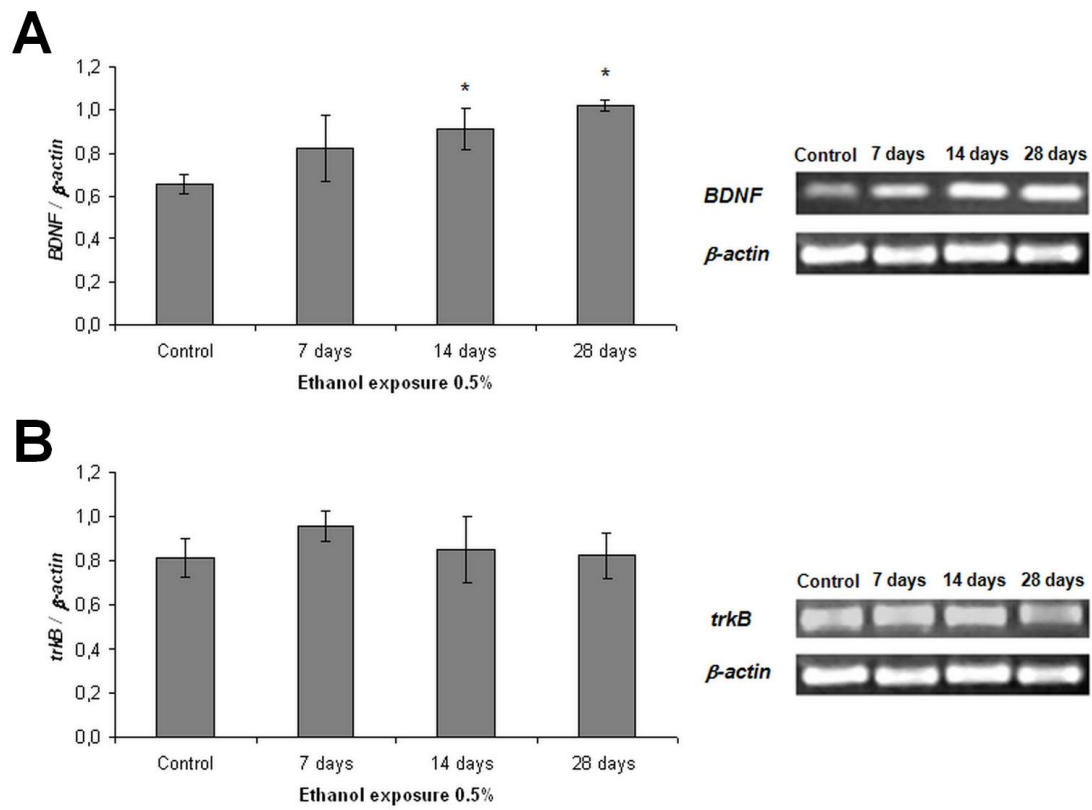 A
1,2
1,0
0,8
0,6
0,4
0,2
0,0
BDNF / β-actin
*
*
Control 7 days 14 days 28 days
Ethanol exposure 0.5%
Control 7 days 14 days 28 days
BDNF
β-actin
B
1,2
1,0
0,8
0,6
0,4
0,2
0,0
trkB / β-actin
Control 7 days 14 days 28 days
Ethanol exposure 0.5%
Control 7 days 14 days 28 days
trkB
β-actin